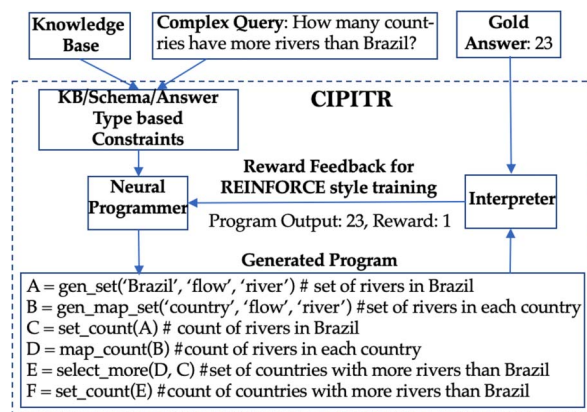 Knowledge
Base
Complex Query: How many count-
ries have more rivers than Brazil?
Gold
Answer: 23
CIPITR
KB/Schema/Answer
Type based
Constraints
Reward Feedback for
REINFORCE style training
Neural
Programmer
Interpreter
Program Output: 23, Reward: 1
Generated Program
A = gen_set(‘Brazil’, ‘flow’, ‘river’) # set of rivers in Brazil
B = gen_map_set(‘country’, ‘flow’, ‘river’) #set of rivers in each country
C = set_count(A) # count of rivers in Brazil
D = map_count(B) #count of rivers in each country
E = select_more(D, C) #set of countries with more rivers than Brazil
F = set_count(E) #count of countries with more rivers than Brazil